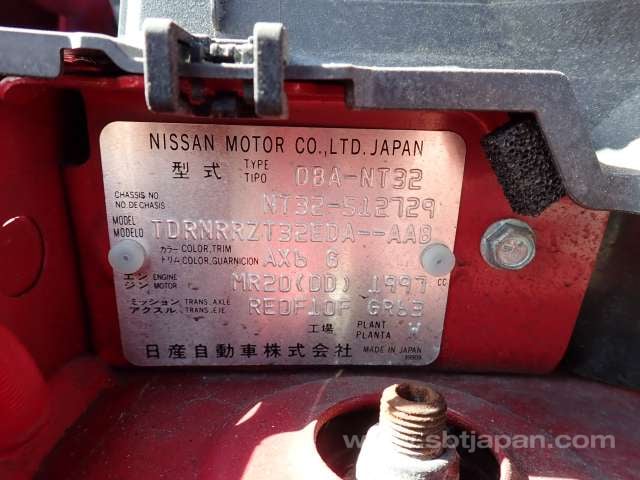 NISSAN MOTOR CO.,LTD. JAPAN
型式 TYPE TIPO DBA-NT32
CHASSIS NO. NO.DE CHASIS NT32-512729
MODEL MODELO TDRNRRZT32EDA--AAB
カラー COLOR,TRIM トリム COLOR,GUARNICION AX6 G
エンジン ENGINE MOTOR MR20(DD) 1997 CC
ミッション TRANS.AXLE アクスル TRANS.EJE RE0F10F GR63
工場 PLANT PLANTA W
日産自動車株式会社 MADE IN JAPAN
www.sbtjapan.com